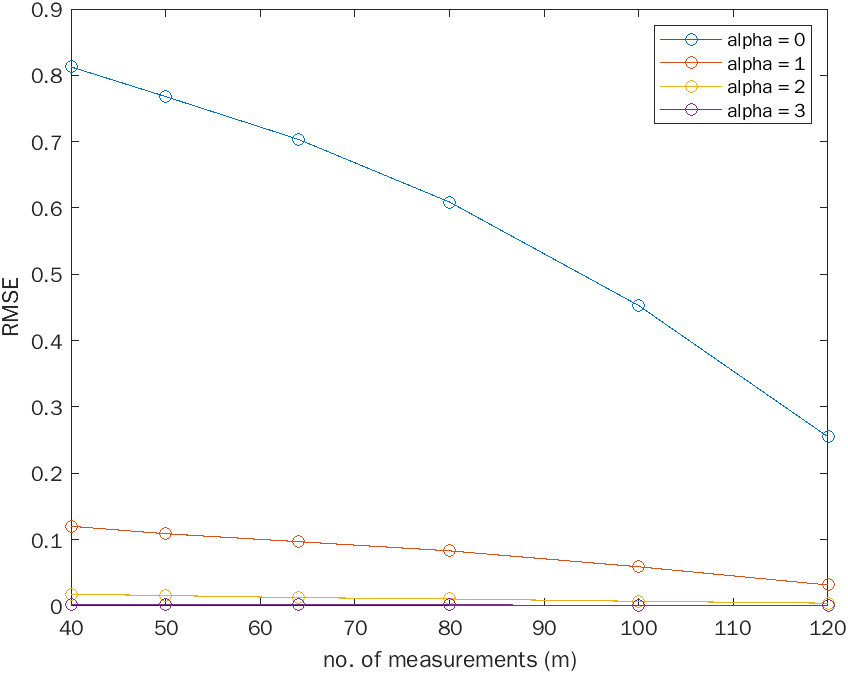 0.9
0.8
0.7
0.6
0.5
0.4
0.3
0.2
0.1
0
RMSE
alpha = 0
alpha = 1
alpha = 2
alpha = 3
40 50 60 70 80 90 100 110 120
no. of measurements (m)